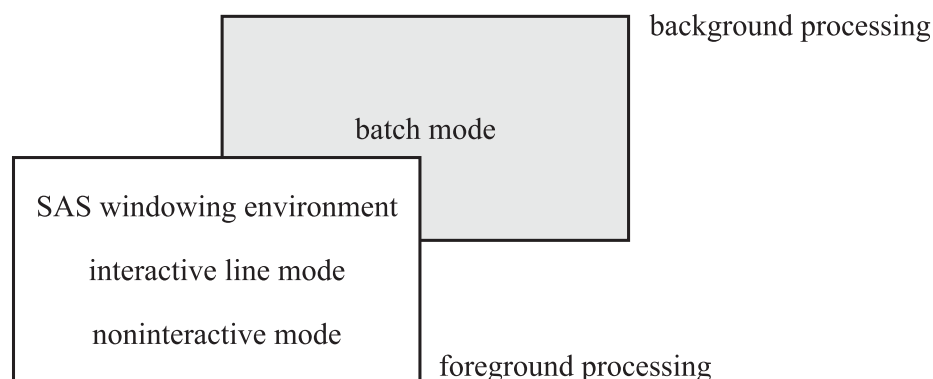 background processing
batch mode
SAS windowing environment
interactive line mode
noninteractive mode
foreground processing